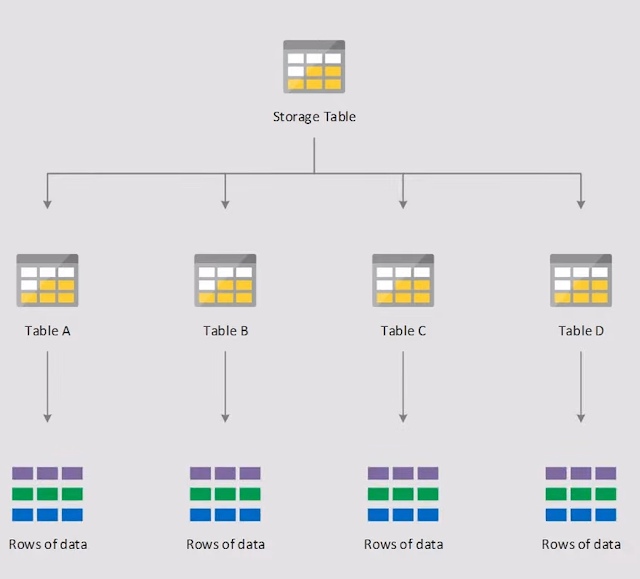 Storage Table
Table A
Table B
Table C
Table D
Rows of data
Rows of data
Rows of data
Rows of data